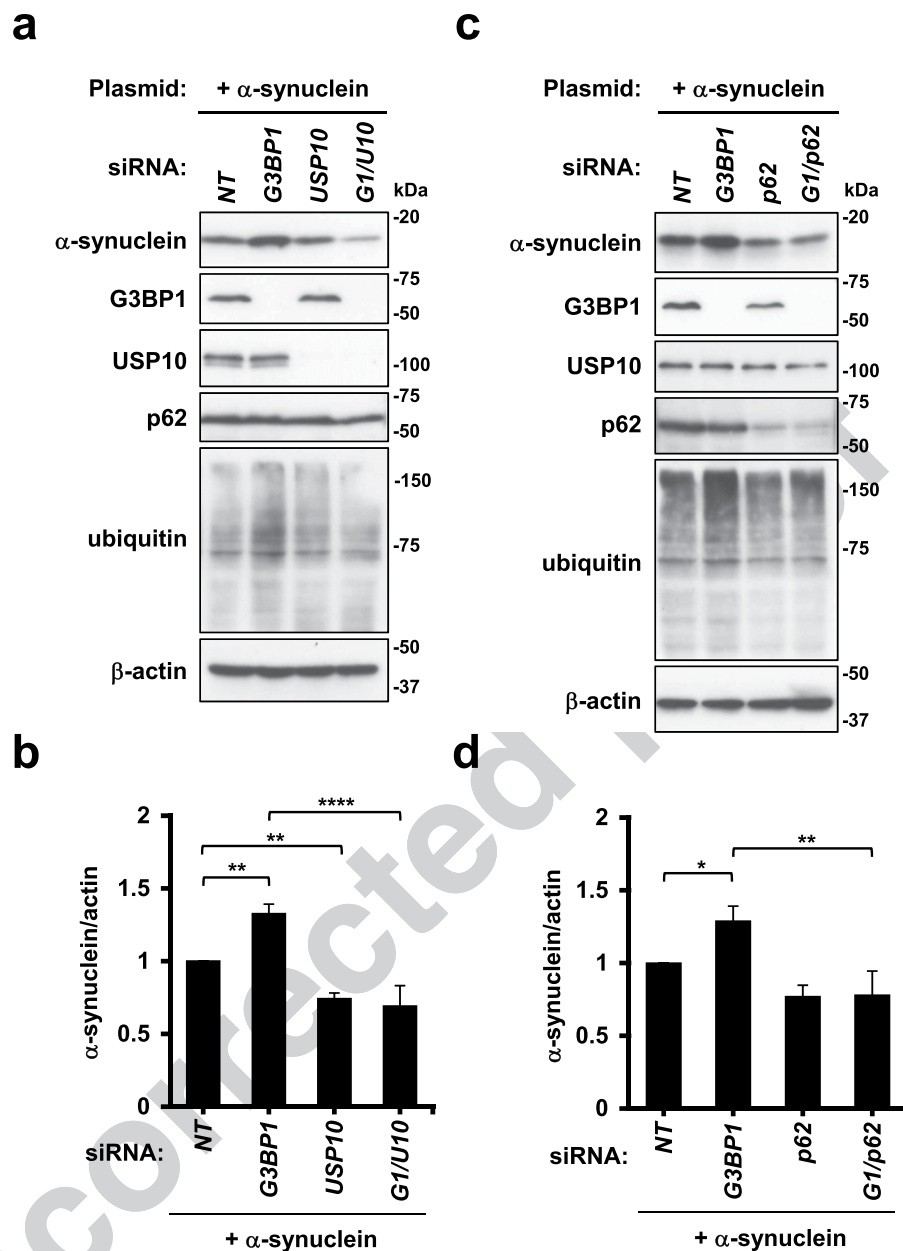 a
Plasmid: + α-synuclein
siRNA: NT G3BP1 USP10 G1/U10
kDa
α-synuclein -20
G3BP1 -75
-50
USP10 -100
p62 -75
-50
ubiquitin -150
-75
β-actin -50
-37
c
Plasmid: + α-synuclein
siRNA: NT G3BP1 p62 G1/p62
kDa
α-synuclein -20
G3BP1 -75
-50
USP10 -100
p62 -75
-50
ubiquitin -150
-75
β-actin -50
-37
b
α-synuclein/actin
2
1.5
1
0.5
0
****
**
**
siRNA: NT G3BP1 USP10 G1/U10
+ α-synuclein
d
α-synuclein/actin
2
1.5
1
0.5
0
**
*
siRNA: NT G3BP1 p62 G1/p62
+ α-synuclein
corrected